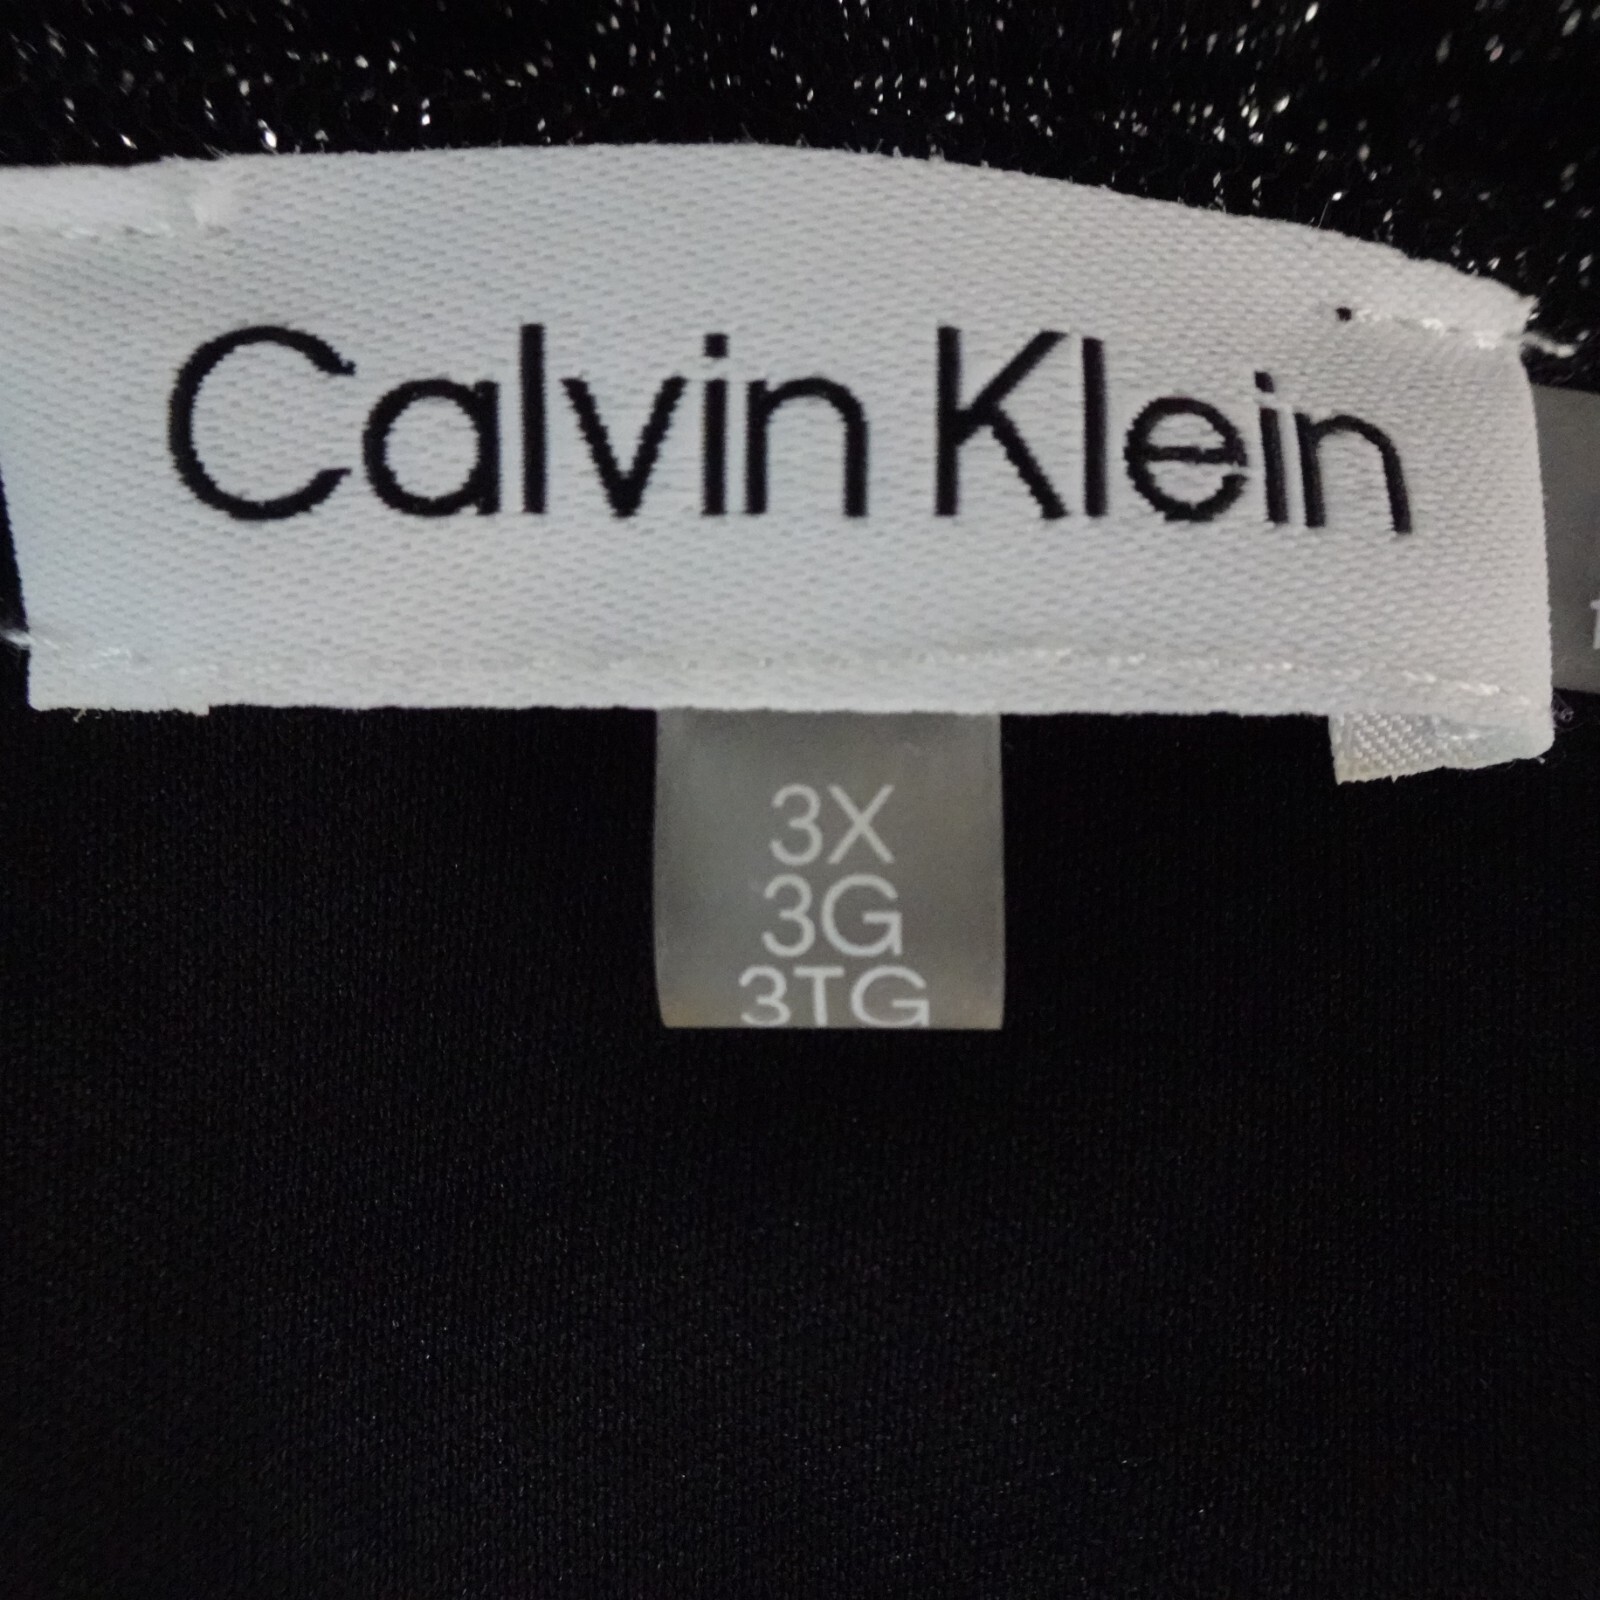 Calvin Klein
3X
3G
3TG